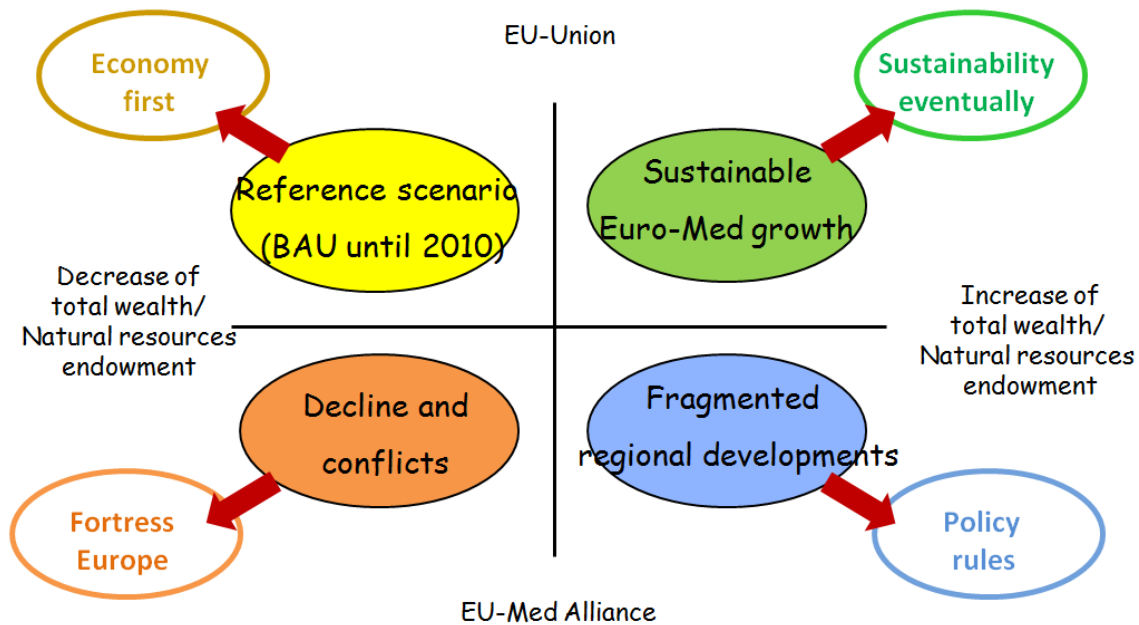 EU-Union
Economy
first
Sustainability
eventually
Reference scenario
(BAU until 2010)
Sustainable
Euro-Med growth
Decrease of
total wealth/
Natural resources
endowment
Increase of
total wealth/
Natural resources
endowment
Decline and
conflicts
Fragmented
regional developments
Fortress
Europe
Policy
rules
EU-Med Alliance